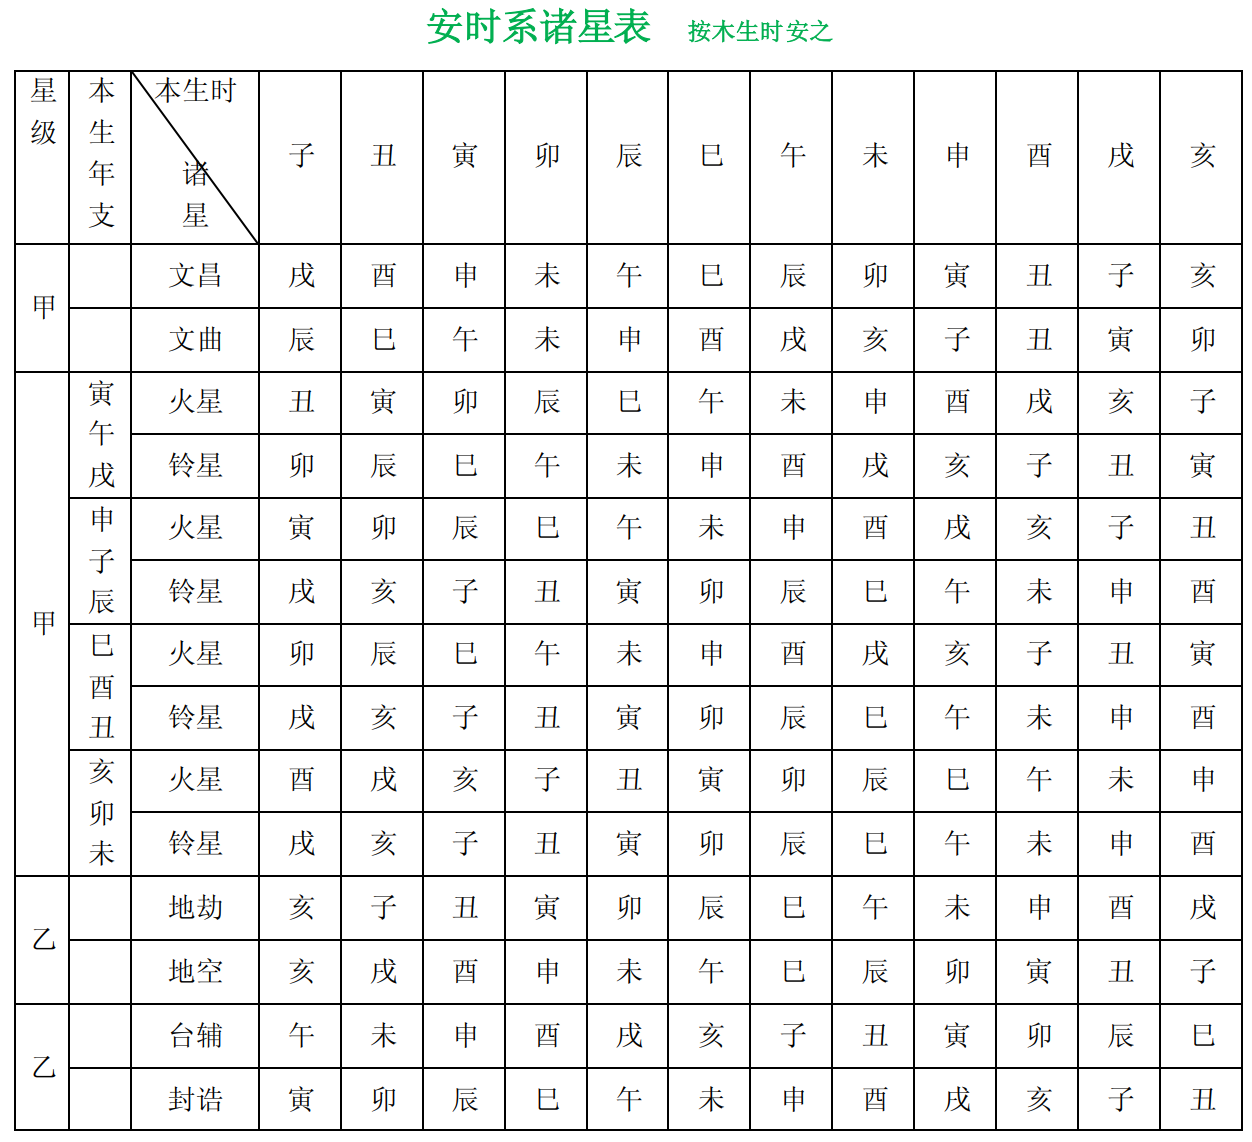 安时系诸星表 按木生时安之
星级 本生年支 本生时 诸星 子 丑 寅 卯 辰 巳 午 未 申 酉 戌 亥
甲 文昌 戌 酉 申 未 午 巳 辰 卯 寅 丑 子 亥
文曲 辰 巳 午 未 申 酉 戌 亥 子 丑 寅 卯
甲 寅午戌 火星 丑 寅 卯 辰 巳 午 未 申 酉 戌 亥 子
铃星 卯 辰 巳 午 未 申 酉 戌 亥 子 丑 寅
申子辰 火星 寅 卯 辰 巳 午 未 申 酉 戌 亥 子 丑
铃星 戌 亥 子 丑 寅 卯 辰 巳 午 未 申 酉
巳酉丑 火星 卯 辰 巳 午 未 申 酉 戌 亥 子 丑 寅
铃星 戌 亥 子 丑 寅 卯 辰 巳 午 未 申 酉
亥卯未 火星 酉 戌 亥 子 丑 寅 卯 辰 巳 午 未 申
铃星 戌 亥 子 丑 寅 卯 辰 巳 午 未 申 酉
乙 地劫 亥 子 丑 寅 卯 辰 巳 午 未 申 酉 戌
地空 亥 戌 酉 申 未 午 巳 辰 卯 寅 丑 子
乙 台辅 午 未 申 酉 戌 亥 子 丑 寅 卯 辰 巳
封诰 寅 卯 辰 巳 午 未 申 酉 戌 亥 子 丑